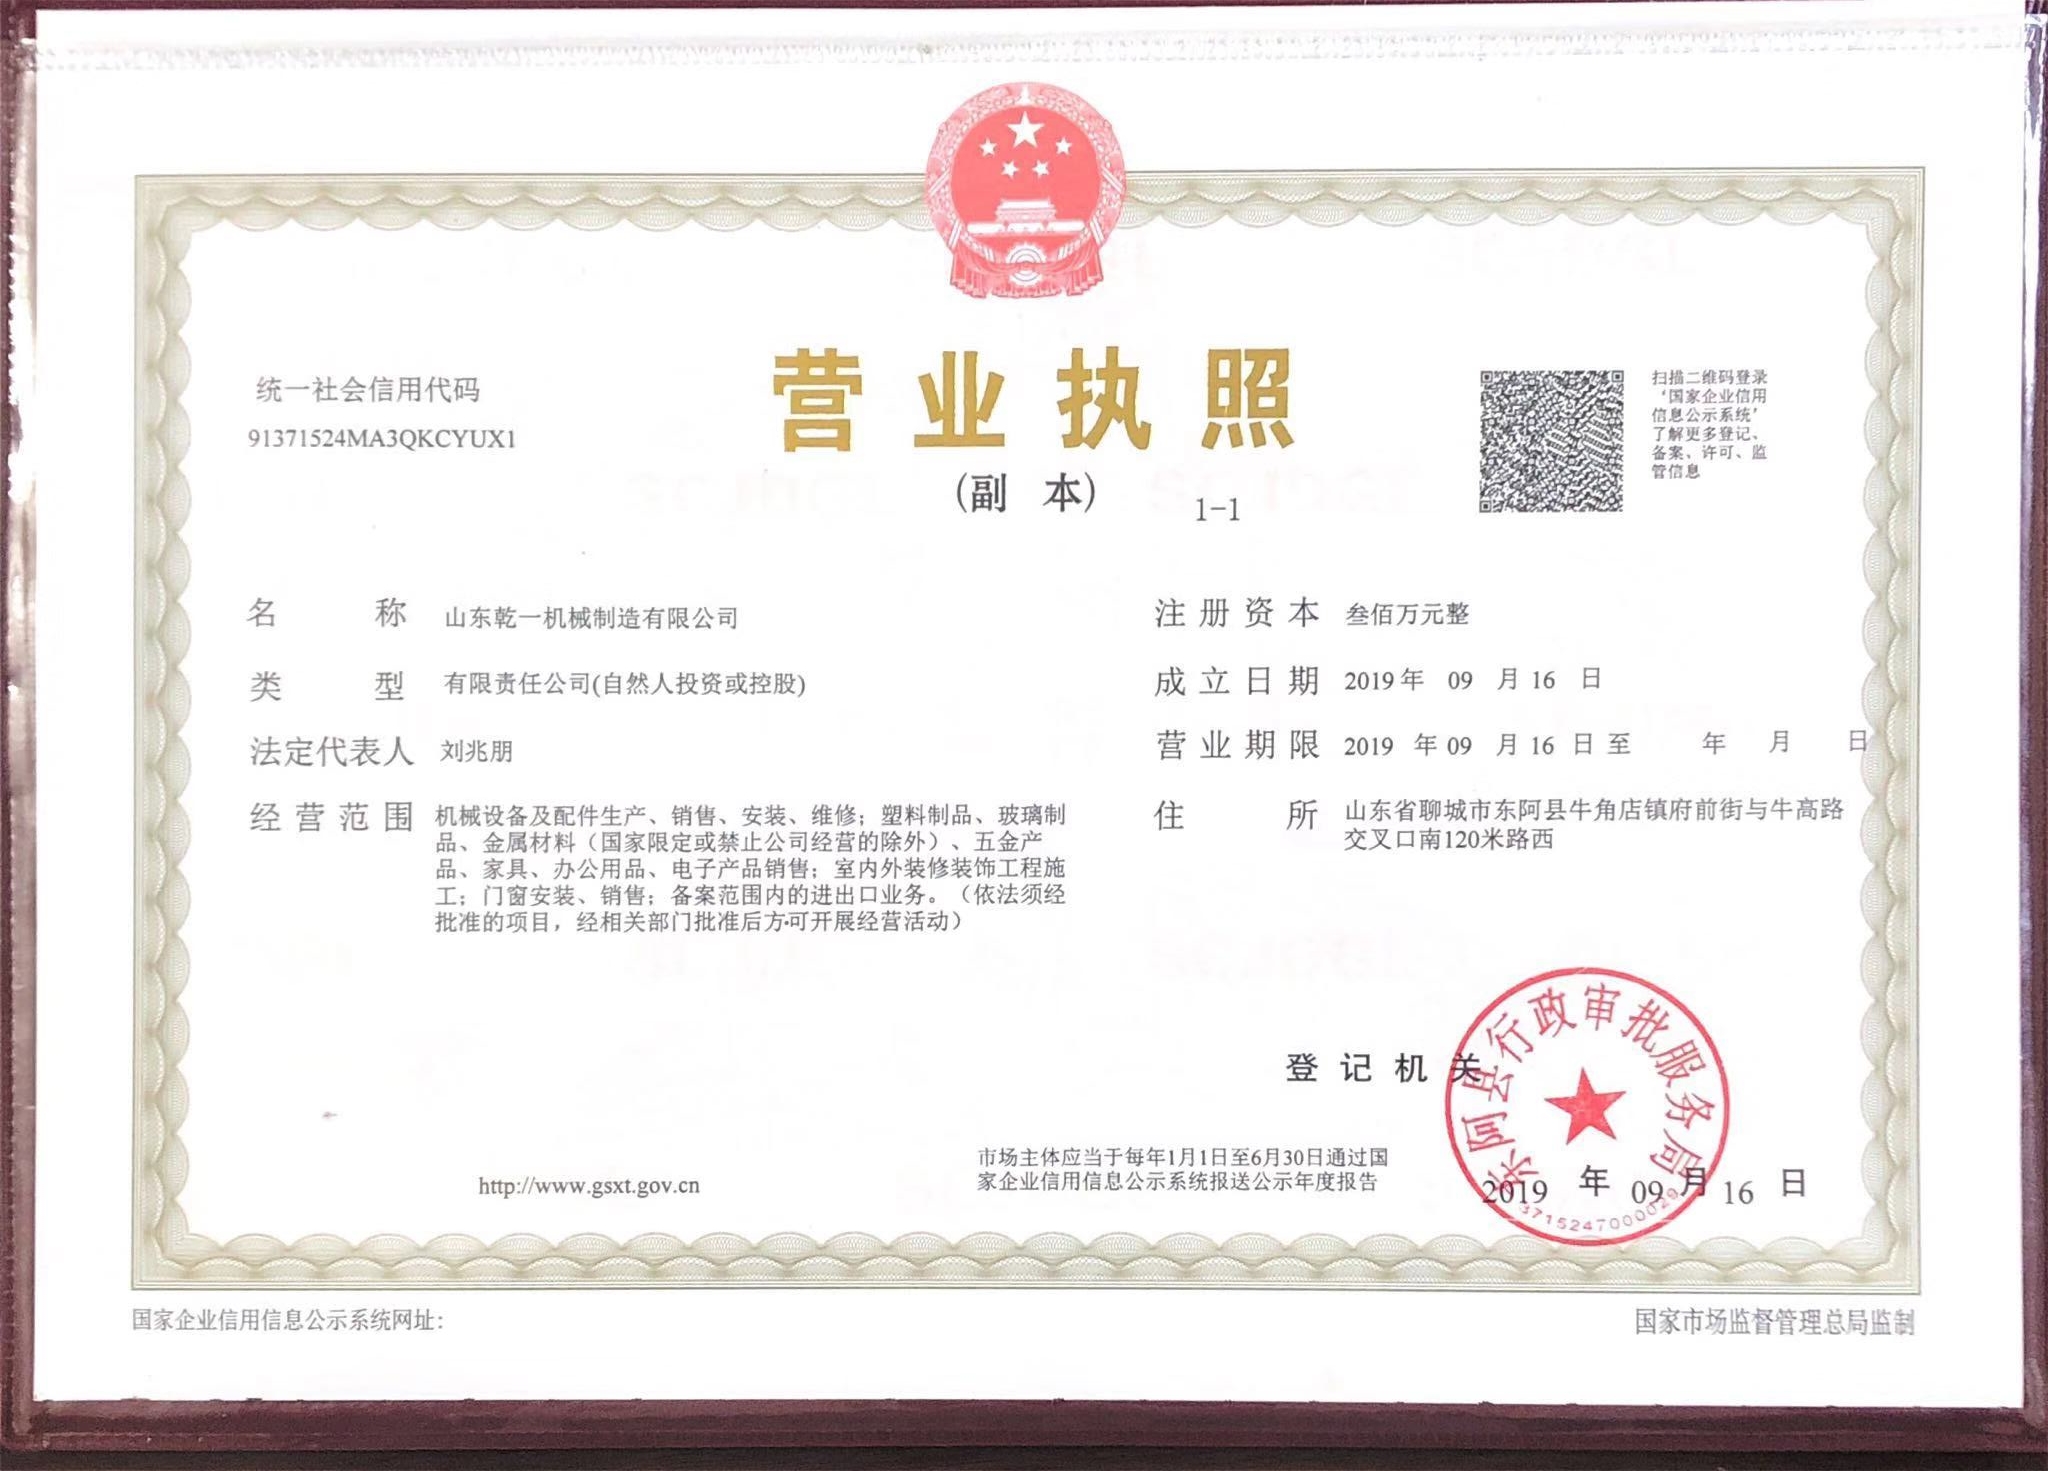 统一社会信用代码
91371524MA3QKCYUX1
营业执照
(副 本)
1-1
扫描二维码登录
‘国家企业信用
信息公示系统’
了解更多登记、
备案、许可、监
管信息
名 称 山东乾一机械制造有限公司
类 型 有限责任公司(自然人投资或控股)
法定代表人 刘兆朋
经营范围 机械设备及配件生产、销售、安装、维修；塑料制品、玻璃制
品、金属材料（国家限定或禁止公司经营的除外）、五金产
品、家具、办公用品、电子产品销售；室内外装修装饰工程施
工；门窗安装、销售；备案范围内的进出口业务。（依法须经
批准的项目，经相关部门批准后方可开展经营活动）
注册资本 叁佰万元整
成立日期 2019年 09 月 16 日
营业期限 2019 年 09 月 16 日 至 年 月 日
住 所 山东省聊城市东阿县牛角店镇府前街与牛高路
交叉口南120米路西
登记机关
东阿县行政审批服务局
2019 年 09 月 16 日
3715247000029
http://www.gsxt.gov.cn
市场主体应当于每年1月1日至6月30日通过国
家企业信用信息公示系统报送公示年度报告
国家企业信用信息公示系统网址：
国家市场监督管理总局监制